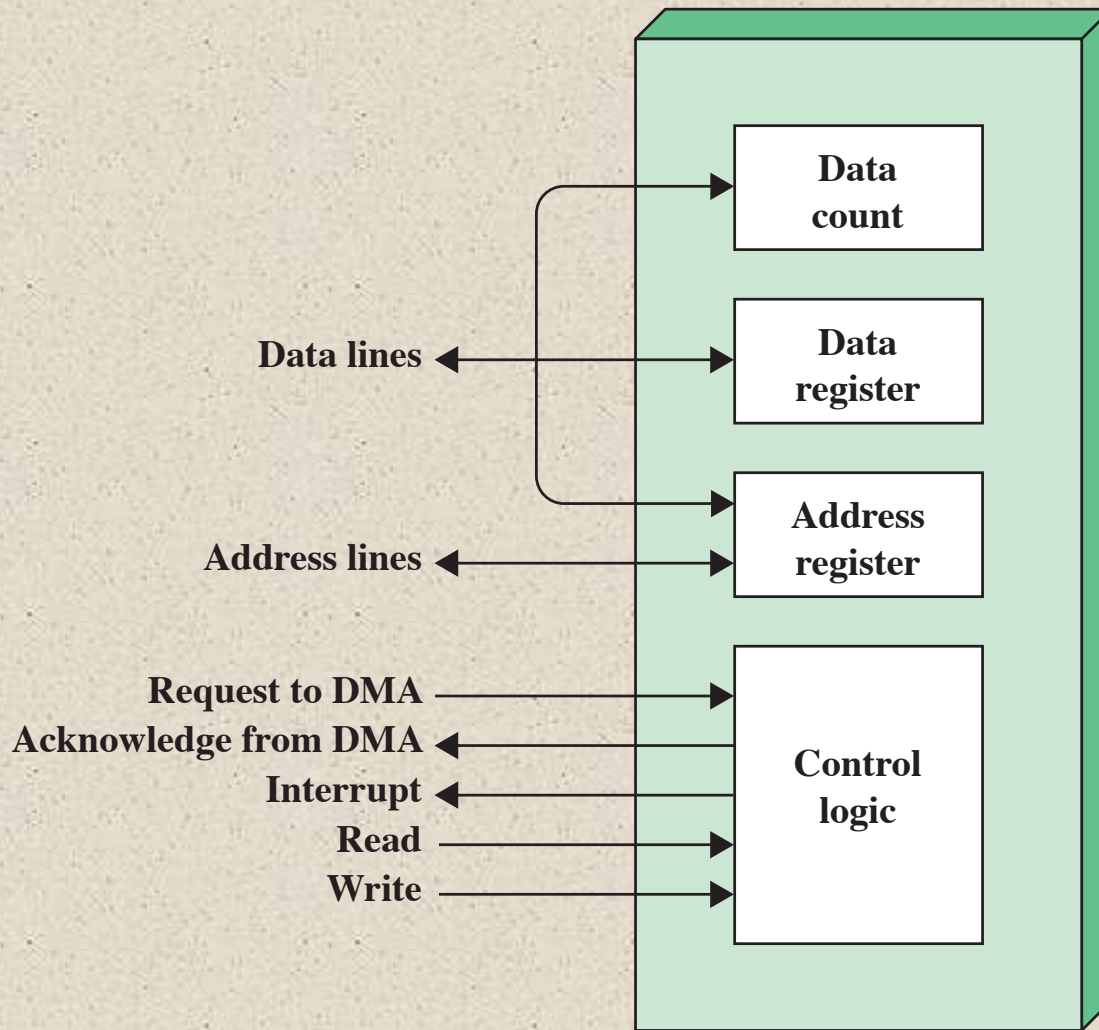 Data
count
Data lines
Data
register
Address
register
Address lines
Request to DMA
Acknowledge from DMA
Interrupt
Read
Write
Control
logic